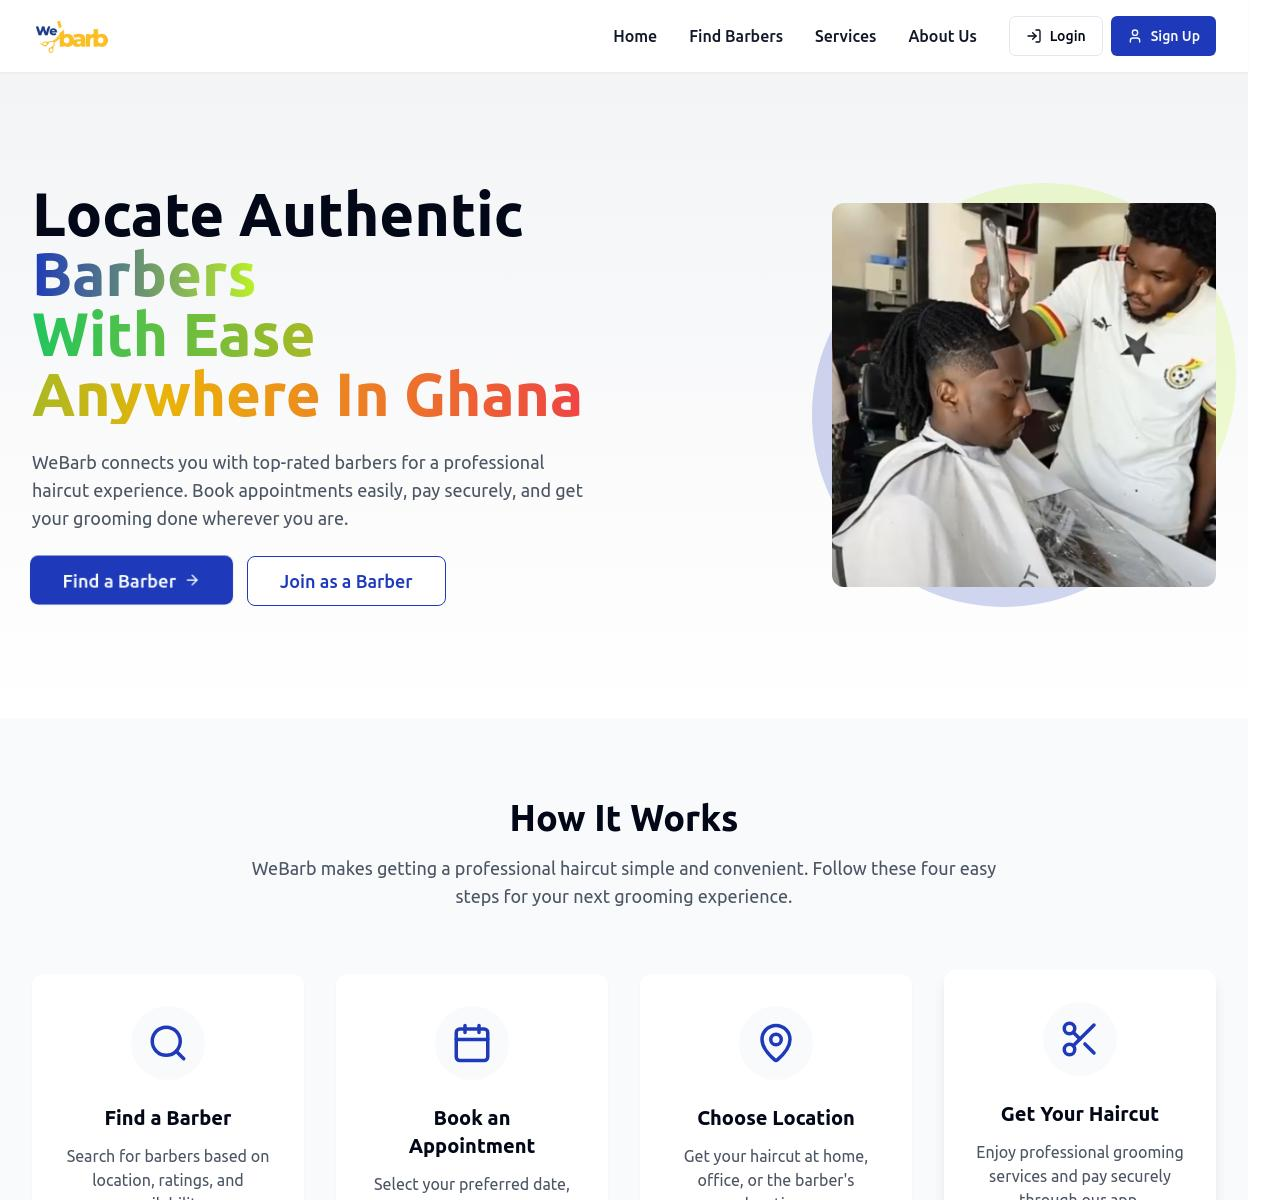 We barb
Home
Find Barbers
Services
About Us
Login
Sign Up
Locate Authentic
Barbers
With Ease
Anywhere In Ghana
WeBarb connects you with top-rated barbers for a professional
haircut experience. Book appointments easily, pay securely, and get
your grooming done wherever you are.
Find a Barber
Join as a Barber
How It Works
WeBarb makes getting a professional haircut simple and convenient. Follow these four easy
steps for your next grooming experience.
Find a Barber
Search for barbers based on
location, ratings, and
Book an
Appointment
Select your preferred date,
Choose Location
Get your haircut at home,
office, or the barber's
Get Your Haircut
Enjoy professional grooming
services and pay securely
through our app.